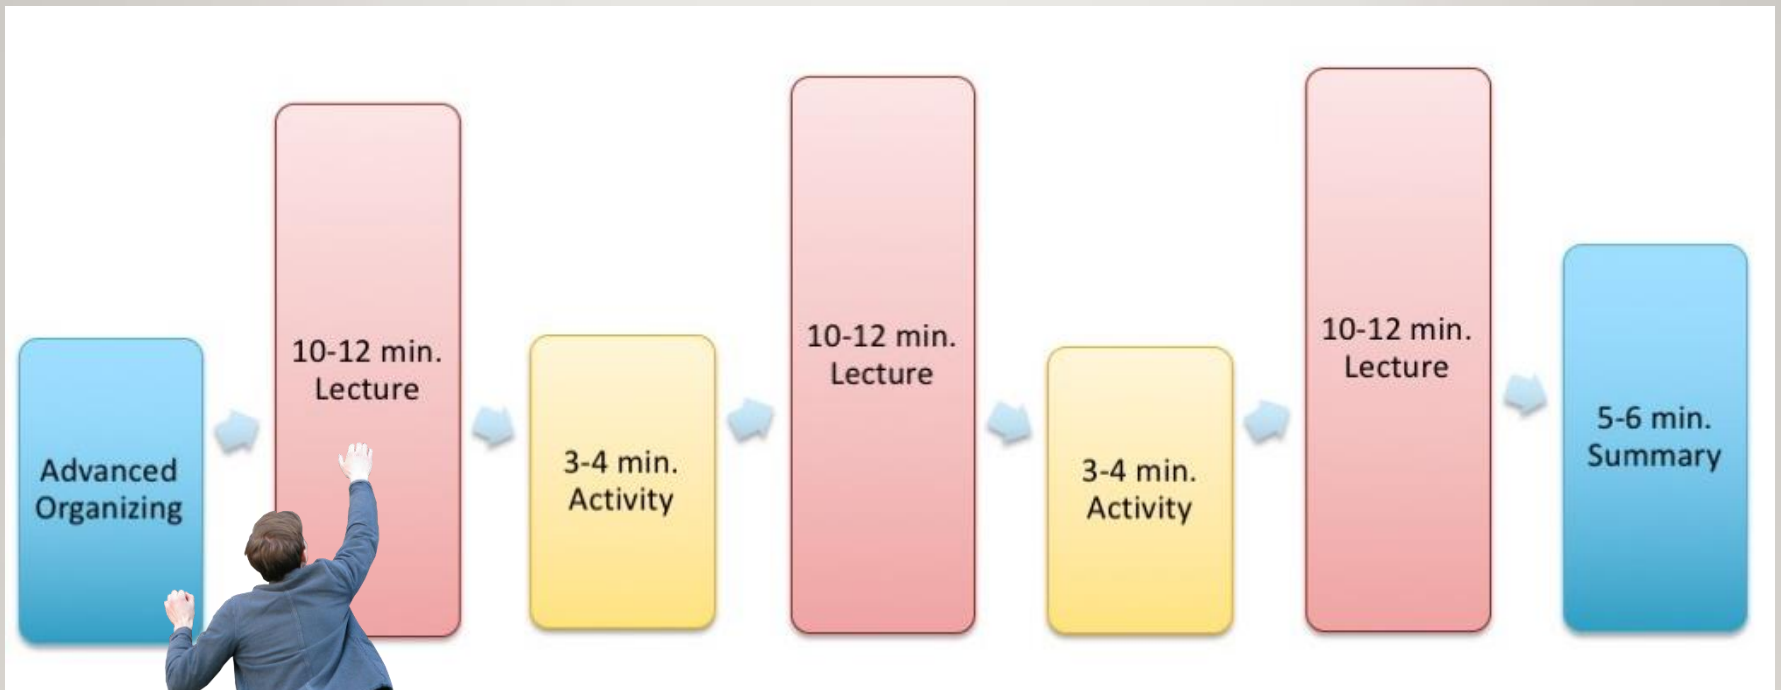 Advanced
Organizing
10-12 min.
Lecture
3-4 min.
Activity
10-12 min.
Lecture
3-4 min.
Activity
10-12 min.
Lecture
5-6 min.
Summary